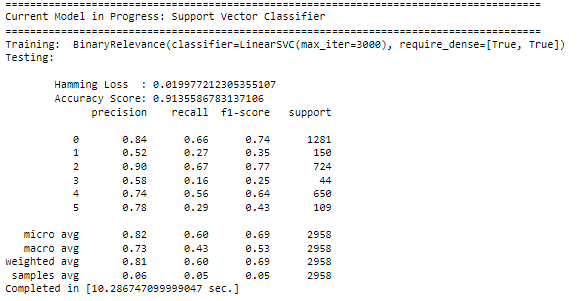 ================================================================================
Current Model in Progress: Support Vector Classifier
================================================================================
Training:  BinaryRelevance(classifier=LinearSVC(max_iter=3000), require_dense=[True, True])
Testing:
Hamming Loss  : 0.019977212305355107
Accuracy Score: 0.9135586783137106
precision    recall  f1-score   support
0       0.84      0.66      0.74      1281
1       0.52      0.27      0.35       150
2       0.90      0.67      0.77       724
3       0.58      0.16      0.25        44
4       0.74      0.56      0.64       650
5       0.78      0.29      0.43       109
micro avg       0.82      0.60      0.69      2958
macro avg       0.73      0.43      0.53      2958
weighted avg       0.81      0.60      0.69      2958
samples avg       0.06      0.05      0.05      2958
Completed in [10.286747099999047 sec.]